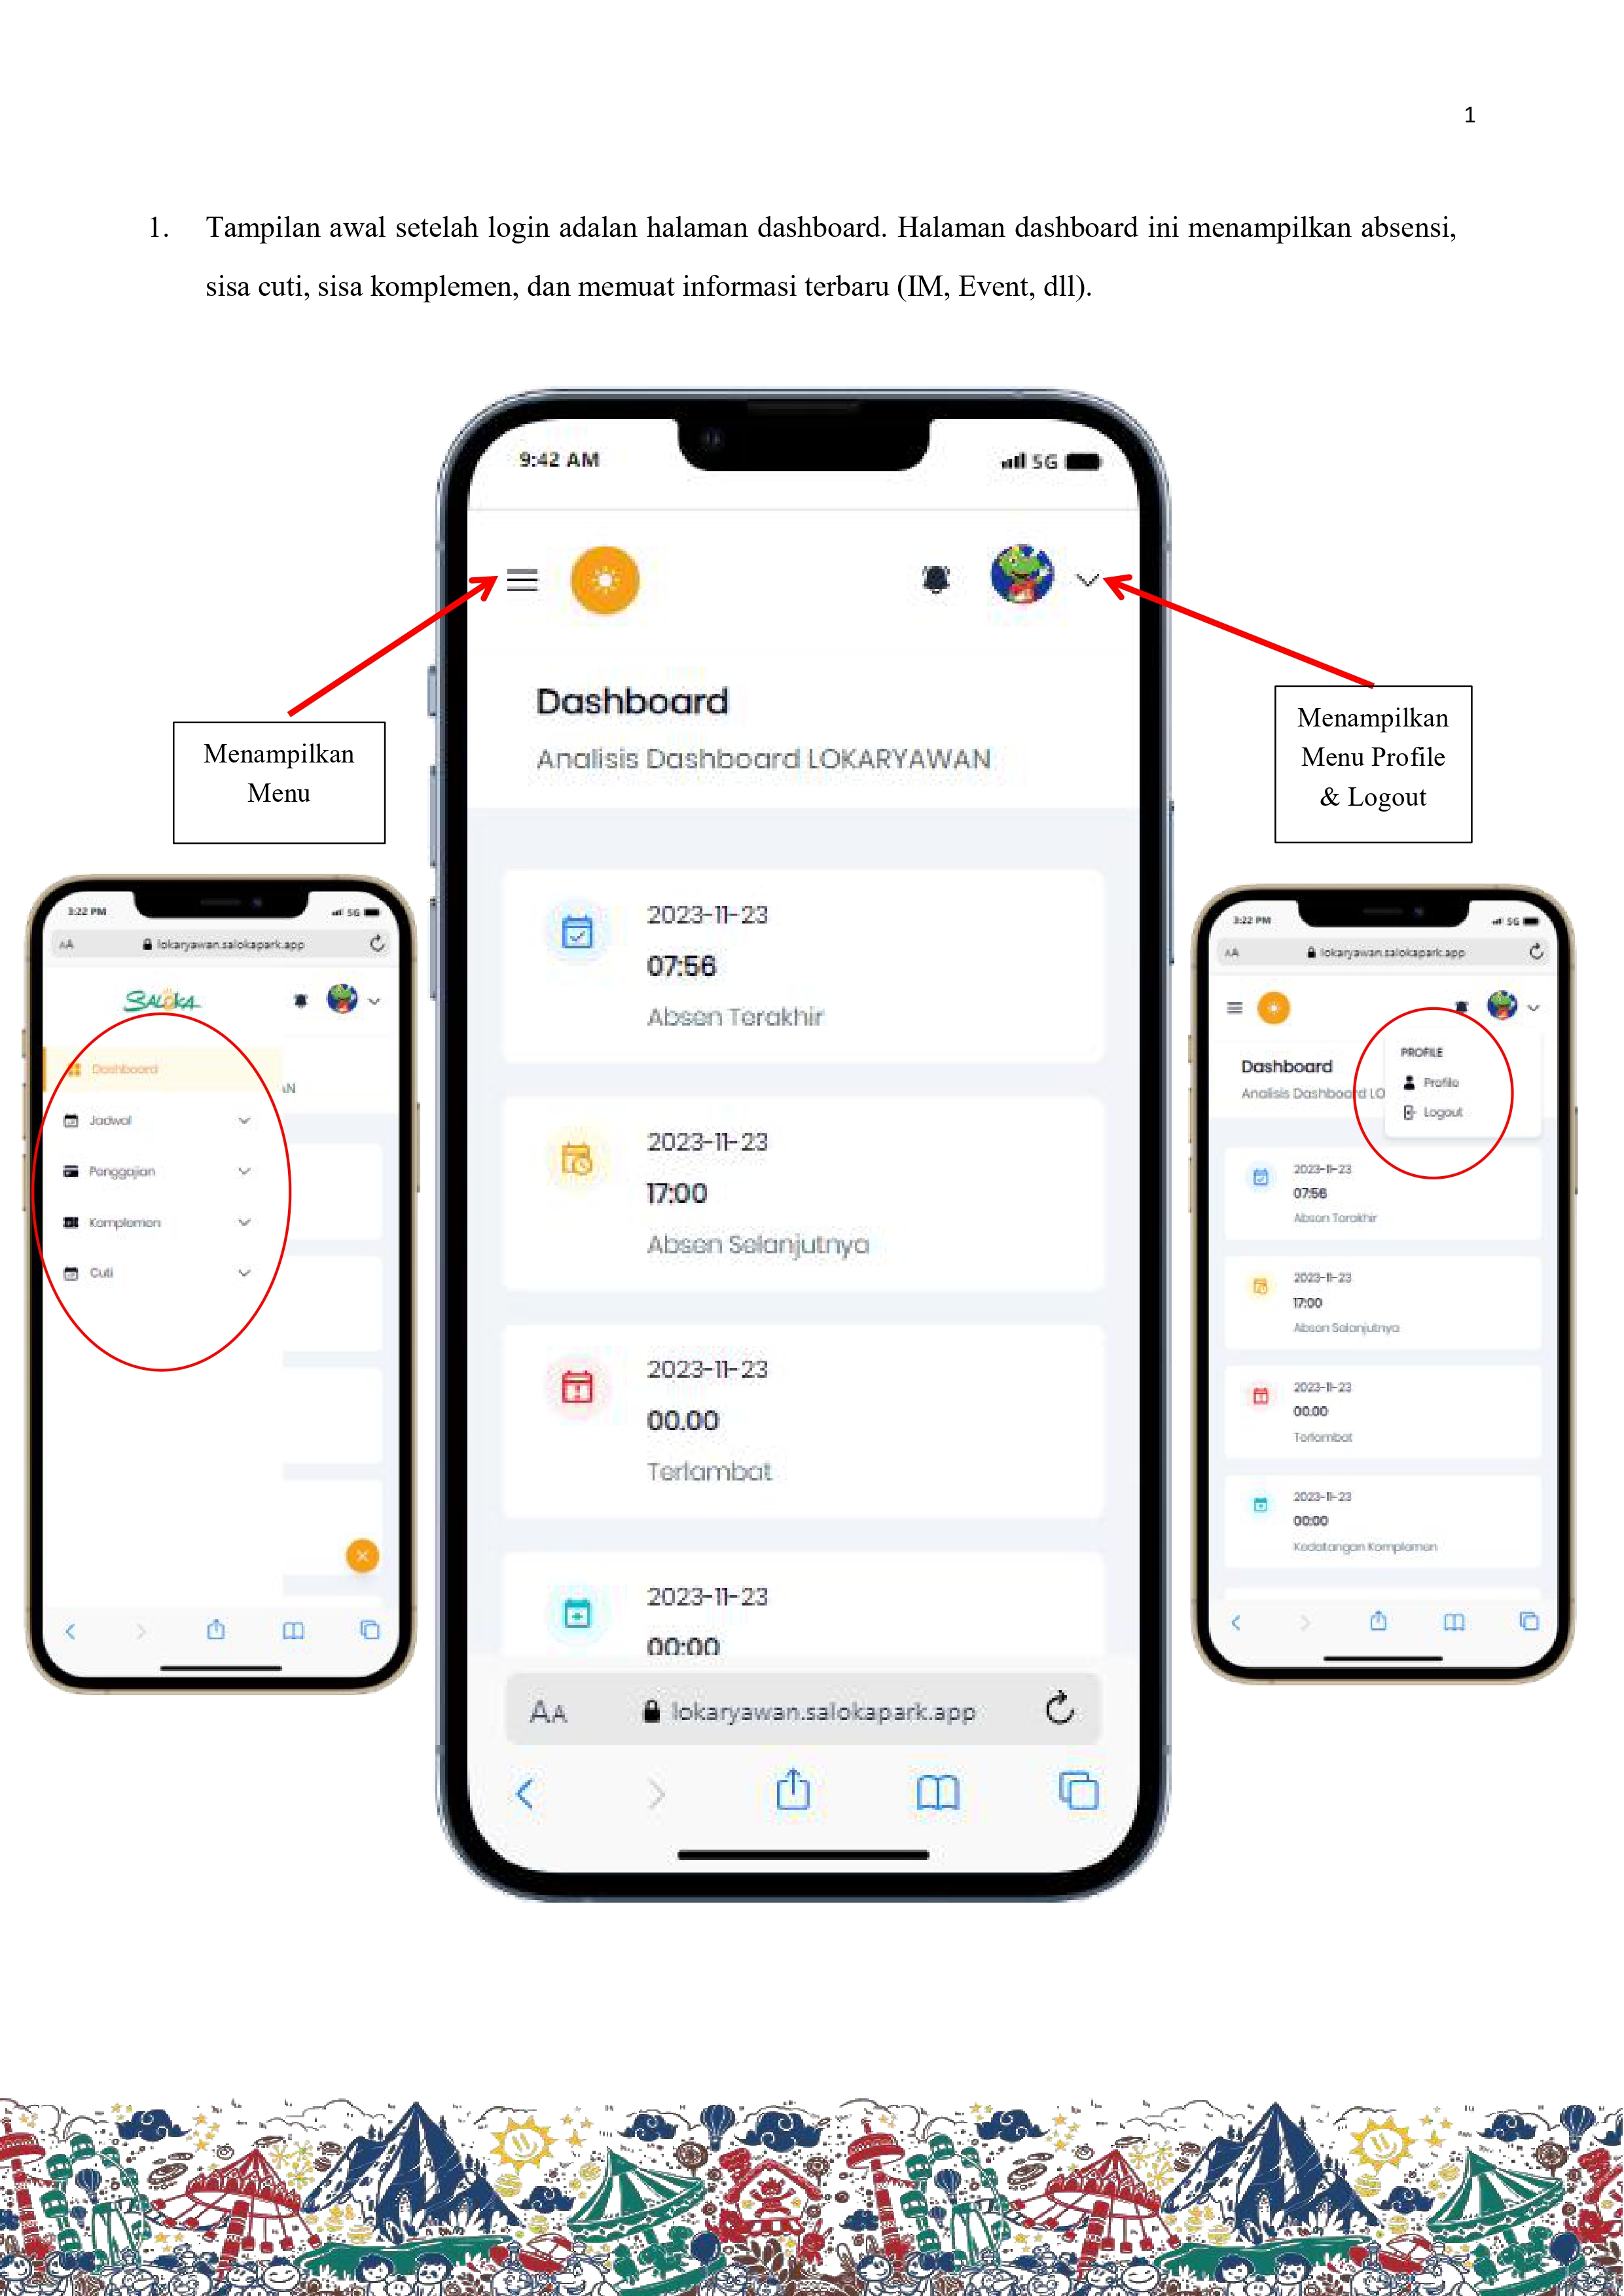 1
1. Tampilan awal setelah login adalan halaman dashboard. Halaman dashboard ini menampilkan absensi,
sisa cuti, sisa komplemen, dan memuat informasi terbaru (IM, Event, dll).
9:42 AM
5G
Dashboard
Analisis Dashboard LOKARYAWAN
2023-11-23
07:56
Absen Terakhir
2023-11-23
17:00
Absen Selanjutnya
2023-11-23
00.00
Terlambat
2023-11-23
00:00
AA lokaryawan.salokapark.app
Menampilkan
Menu
Menampilkan
Menu Profile
& Logout
3:22 PM
5G
AA lokaryawan.salokapark.app
SALOKA
AN
Dashboard
Jadwal
Penggajian
Komplemen
Cuti
3:22 PM
5G
AA lokaryawan.salokapark.app
PROFILE
Profile
Logout
Dashboard
Analisis Dashboard LO
2023-11-23
07:56
Absen Terakhir
2023-11-23
17:00
Absen Selanjutnya
2023-11-23
00.00
Terlambat
2023-11-23
00:00
Kedatangan Komplemen